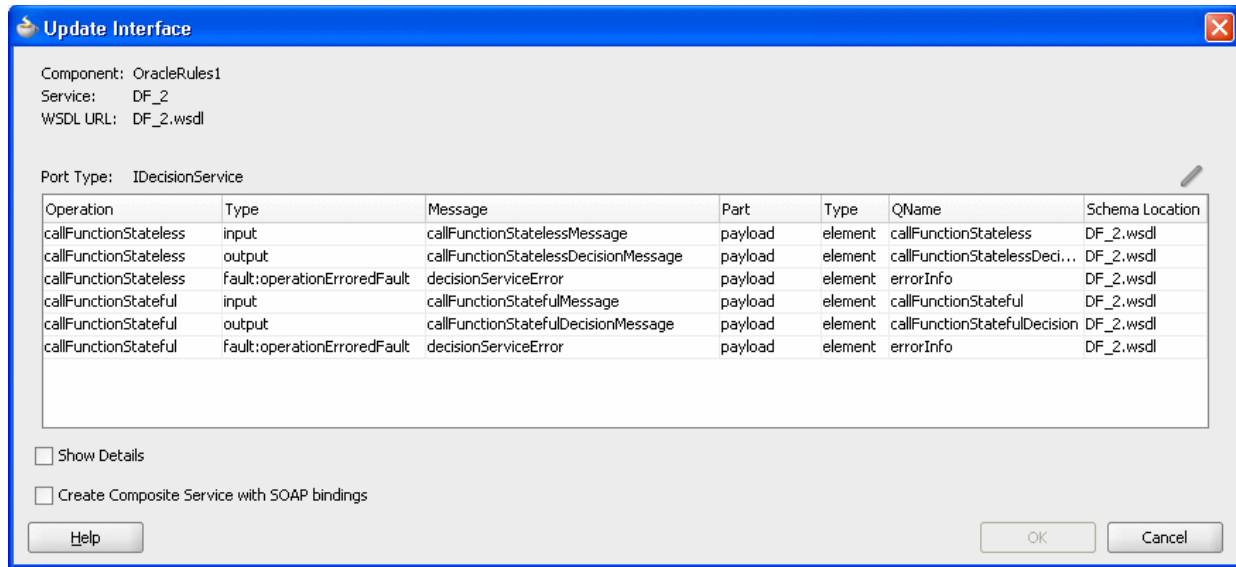 Update Interface
Component: OracleRules1
Service: DF_2
WSDL URL: DF_2.wsdl
Port Type: IDecisionService
Operation Type Message Part Type QName Schema Location
callFunctionStateless input callFunctionStatelessMessage payload element callFunctionStateless DF_2.wsdl
callFunctionStateless output callFunctionStatelessDecisionMessage payload element callFunctionStatelessDeci... DF_2.wsdl
callFunctionStateless fault:operationErroredFault decisionServiceError payload element errorInfo DF_2.wsdl
callFunctionStateful input callFunctionStatefulMessage payload element callFunctionStateful DF_2.wsdl
callFunctionStateful output callFunctionStatefulDecisionMessage payload element callFunctionStatefulDecision DF_2.wsdl
callFunctionStateful fault:operationErroredFault decisionServiceError payload element errorInfo DF_2.wsdl
Show Details
Create Composite Service with SOAP bindings
Help OK Cancel